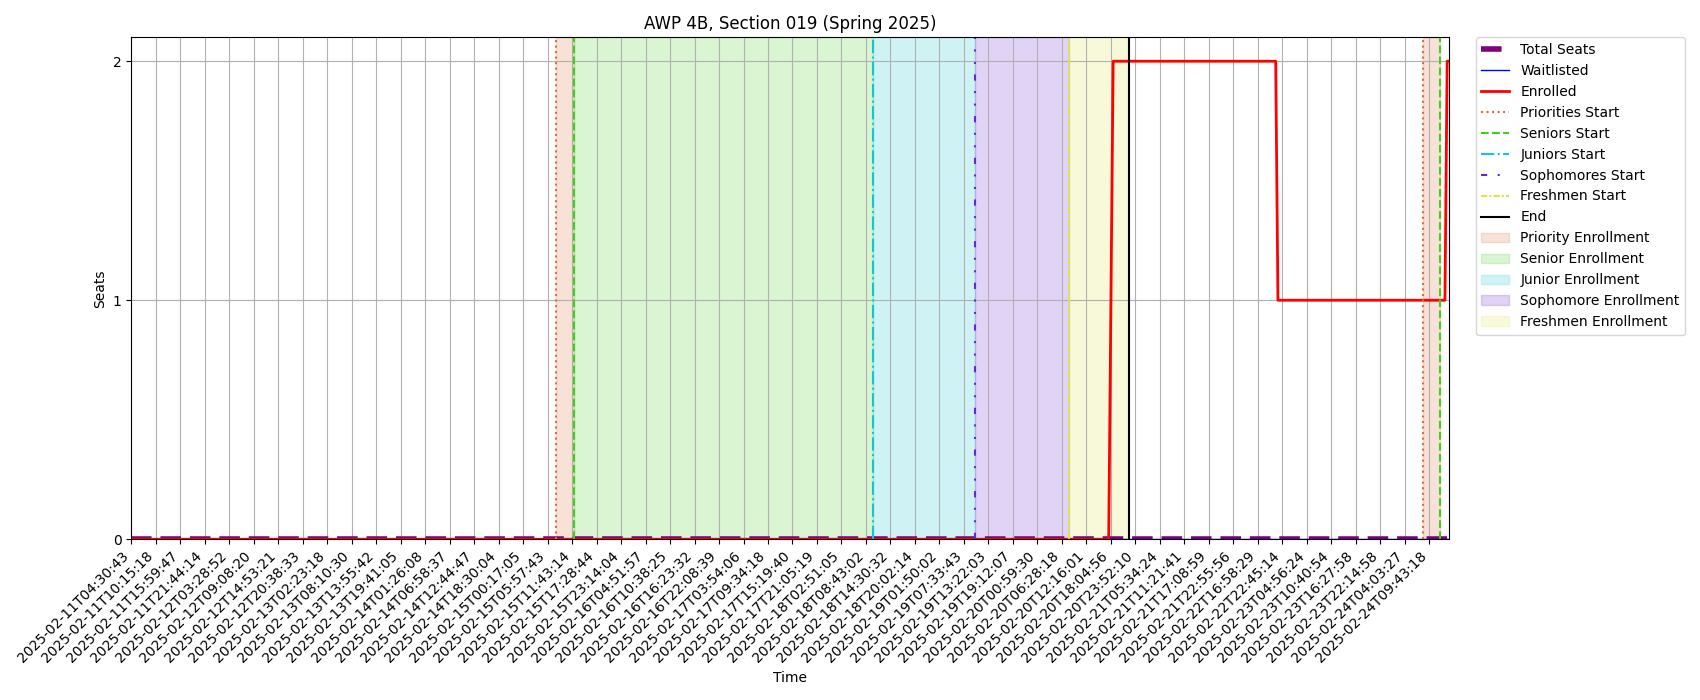 AWP 4B, Section 019 (Spring 2025)
Seats
2
1
0
2025-02-11T04:30:43
2025-02-11T10:15:18
2025-02-11T15:59:47
2025-02-11T21:44:14
2025-02-12T03:28:52
2025-02-12T09:08:20
2025-02-12T14:53:21
2025-02-12T20:38:33
2025-02-13T02:23:18
2025-02-13T08:10:30
2025-02-13T13:55:42
2025-02-13T19:41:05
2025-02-14T01:26:08
2025-02-14T06:58:37
2025-02-14T12:44:47
2025-02-14T18:30:04
2025-02-15T00:17:05
2025-02-15T05:57:43
2025-02-15T11:43:14
2025-02-15T17:28:44
2025-02-15T23:14:04
2025-02-16T04:51:57
2025-02-16T10:38:25
2025-02-16T16:23:32
2025-02-16T22:08:39
2025-02-17T03:54:06
2025-02-17T09:34:18
2025-02-17T15:19:40
2025-02-17T21:05:19
2025-02-18T02:51:05
2025-02-18T08:43:02
2025-02-18T14:30:32
2025-02-18T20:02:14
2025-02-19T01:50:02
2025-02-19T07:33:43
2025-02-19T13:22:03
2025-02-19T19:12:07
2025-02-20T00:59:30
2025-02-20T06:28:18
2025-02-20T12:16:01
2025-02-20T18:04:56
2025-02-20T23:52:10
2025-02-21T05:34:24
2025-02-21T11:21:41
2025-02-21T17:08:59
2025-02-21T22:55:56
2025-02-22T16:58:29
2025-02-22T22:45:14
2025-02-23T04:56:24
2025-02-23T10:40:54
2025-02-23T16:27:58
2025-02-23T22:14:58
2025-02-24T04:03:27
2025-02-24T09:43:18
Time
Total Seats
Waitlisted
Enrolled
Priorities Start
Seniors Start
Juniors Start
Sophomores Start
Freshmen Start
End
Priority Enrollment
Senior Enrollment
Junior Enrollment
Sophomore Enrollment
Freshmen Enrollment